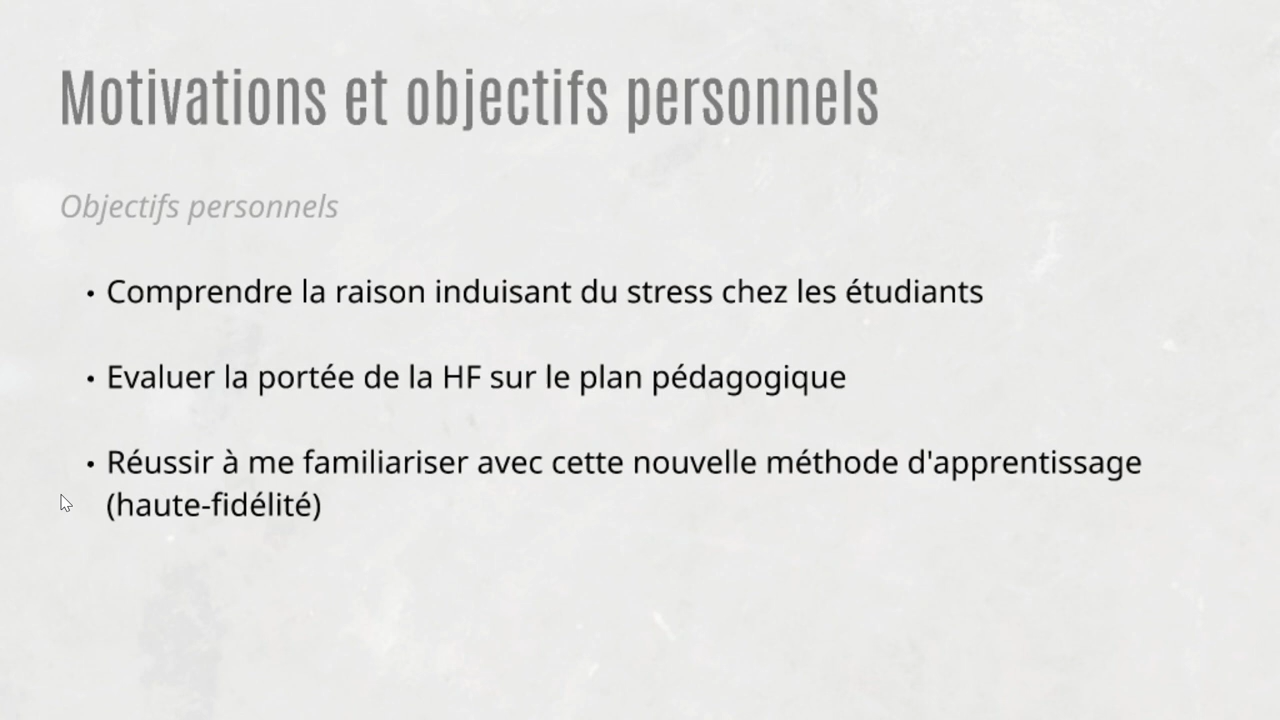 Motivations et objectifs personnels
Objectifs personnels
• Comprendre la raison induisant du stress chez les étudiants
• Evaluer la portée de la HF sur le plan pédagogique
• Réussir à me familiariser avec cette nouvelle méthode d'apprentissage
(haute-fidélité)